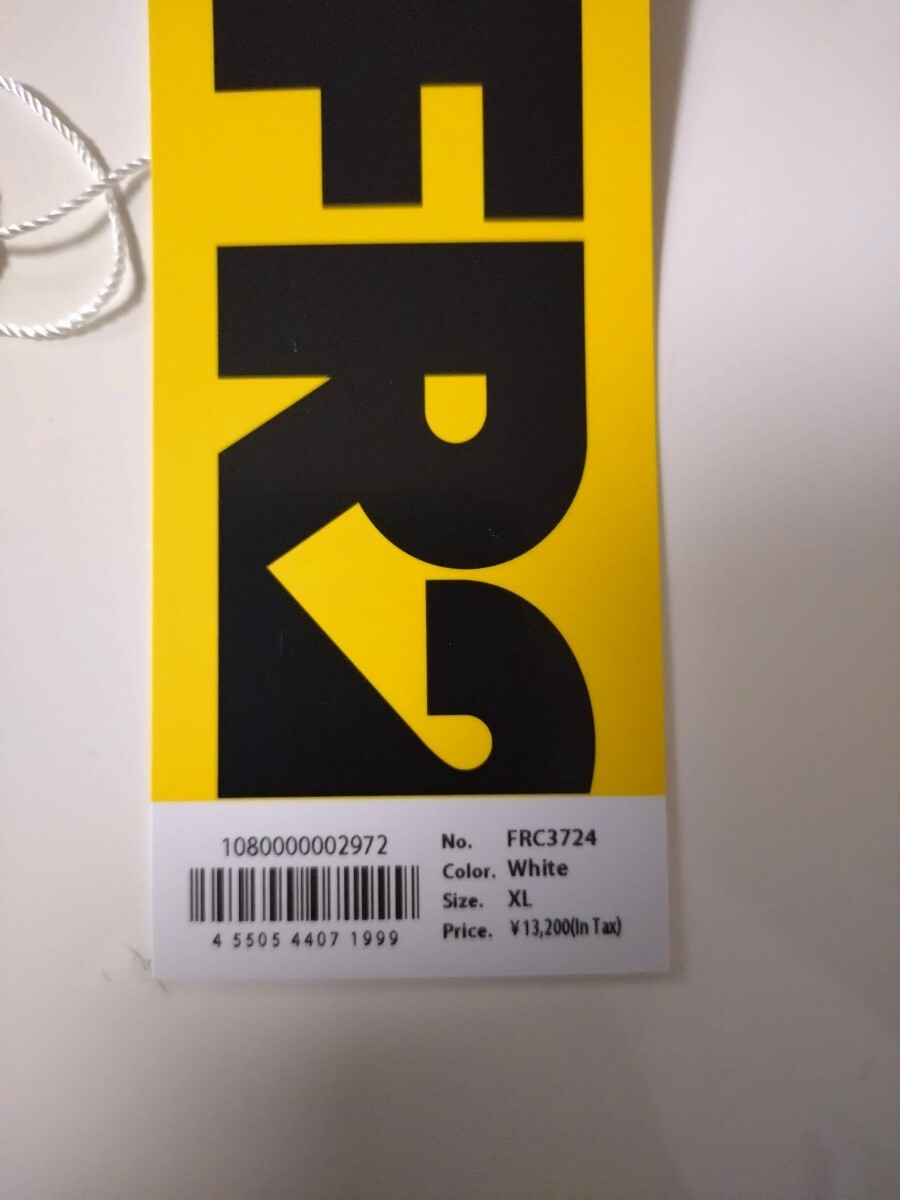 FR2
1080000002972
4 5505 4407 1999
No. FRC3724
Color. White
Size. XL
Price. ¥13,200(In Tax)